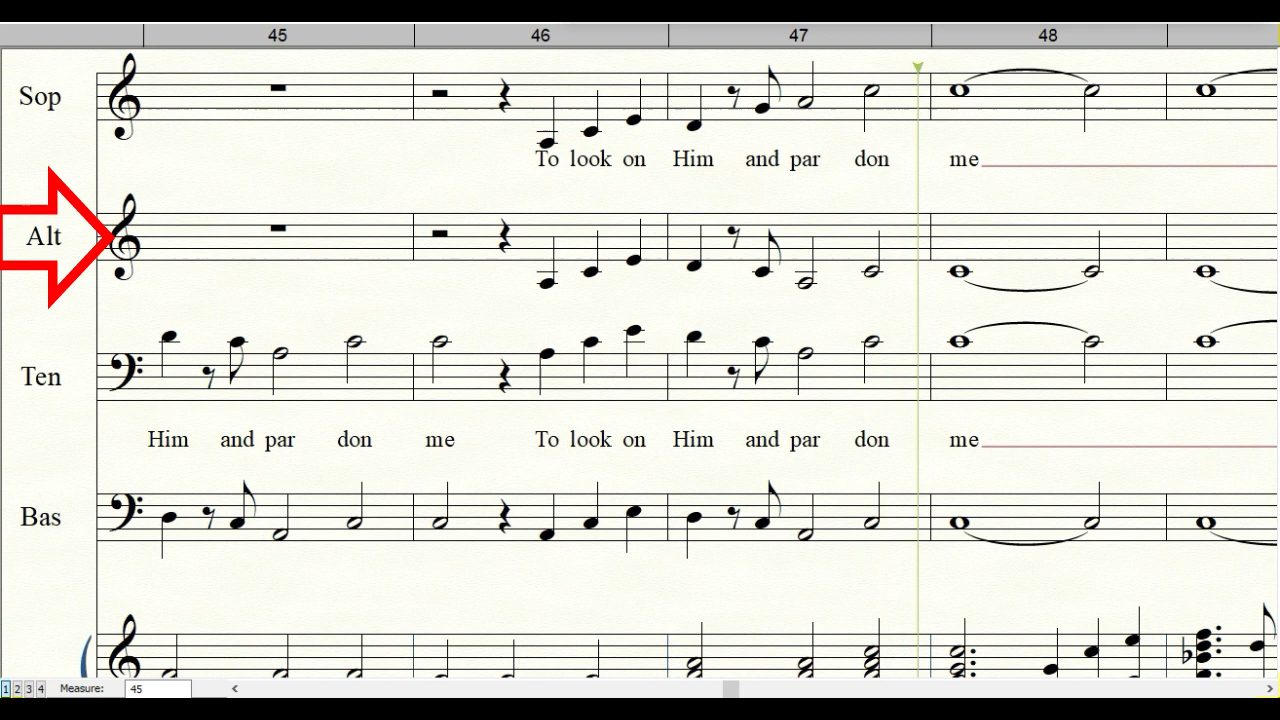 45 46 47 48
Sop
To look on Him and par don me
Alt
Ten
Him and par don me To look on Him and par don me
Bas
1 2 3 4 Measure: 45